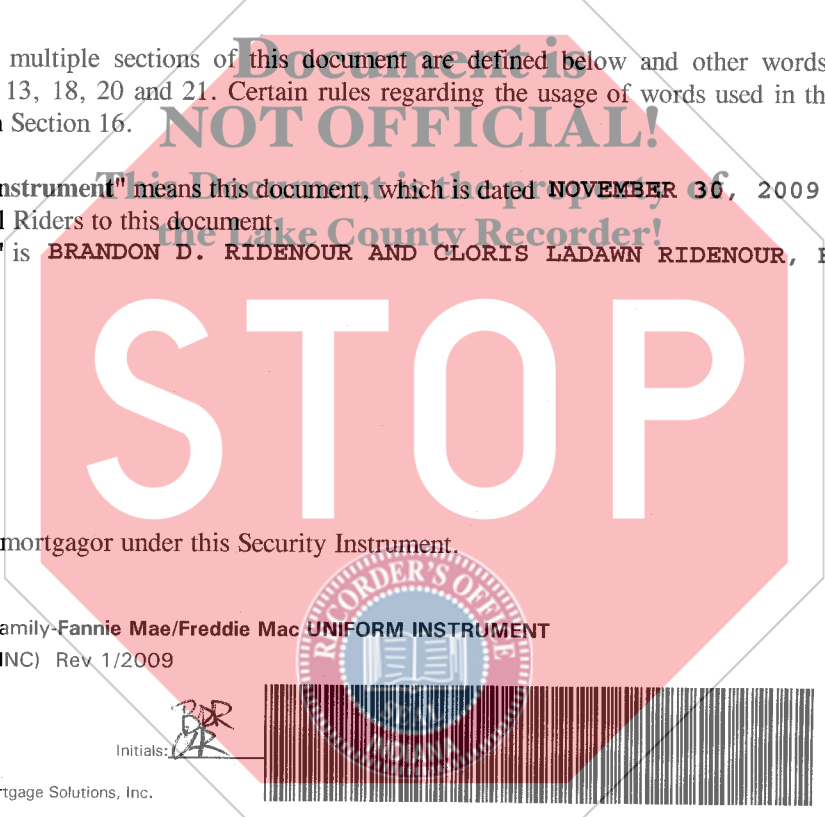 Document is
multiple sections of this document are defined below and other words
13, 18, 20 and 21. Certain rules regarding the usage of words used in th
NOT OFFICIAL!
Section 16.
This Document is the property of
nstrument" means this document, which is dated NOVEMBER 30, 2009
l Riders to this document.
the Lake County Recorder!
" is BRANDON D. RIDENOUR AND CLORIS LADAWN RIDENOUR,
STOP
mortgagor under this Security Instrument.
RECORDER'S OFFICE
amily-Fannie Mae/Freddie Mac UNIFORM INSTRUMENT
INC) Rev 1/2009
SEAL
BDR
Initials:
INDIANA
rtgage Solutions, Inc.